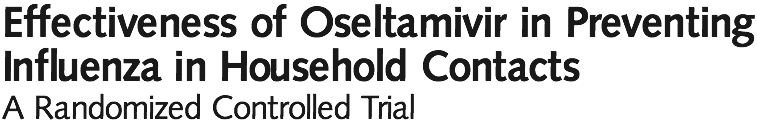 Effectiveness of Oseltamivir in Preventing
Influenza in Household Contacts
A Randomized Controlled Trial